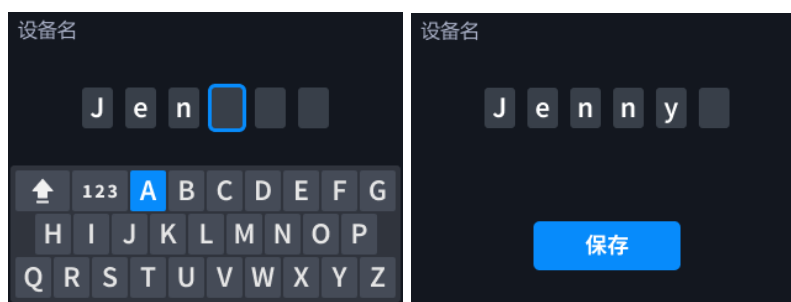 设备名
J e n
123 A B C D E F G
H I J K L M N O P
Q R S T U V W X Y Z
设备名
J e n n y
保存